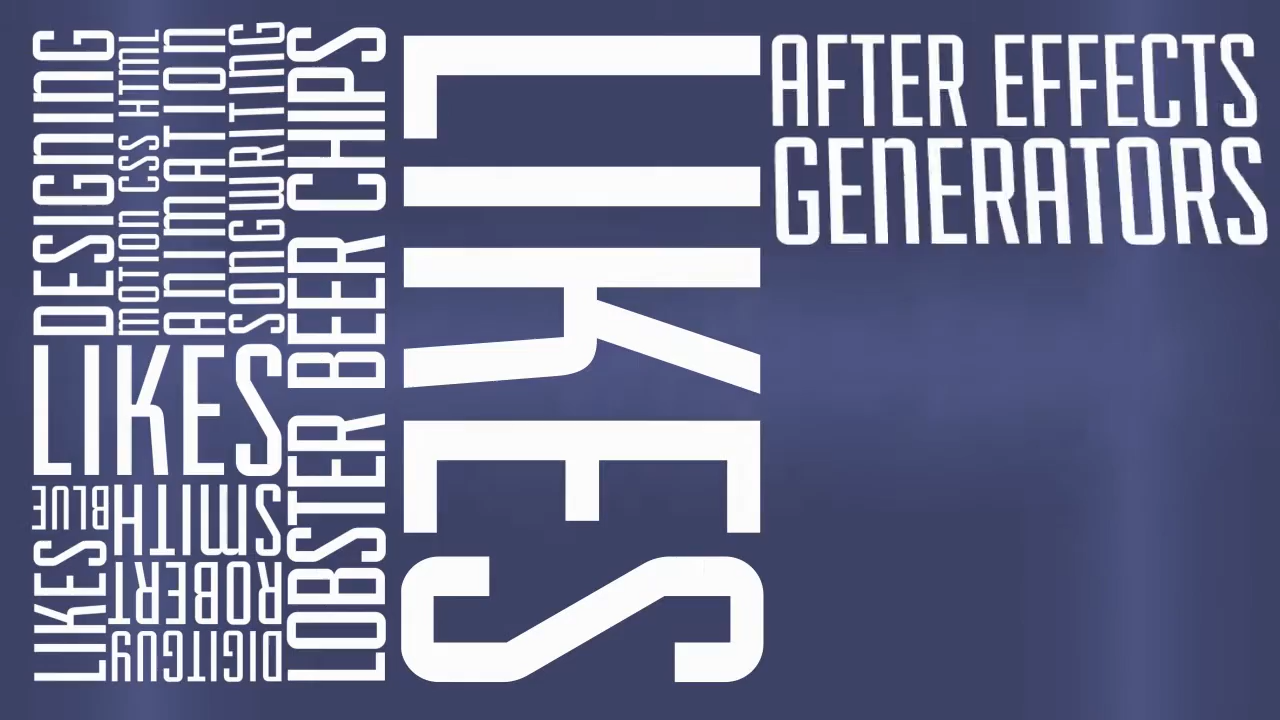 DESIGNING
MOTION CSS HTML
ANIMATION
SONGWRITING
LIKES
BLUE
SMITH
LIKES
ROBERT
DIGITGUY
LOBSTER BEER CHIPS
LIKES
AFTER EFFECTS
GENERATORS